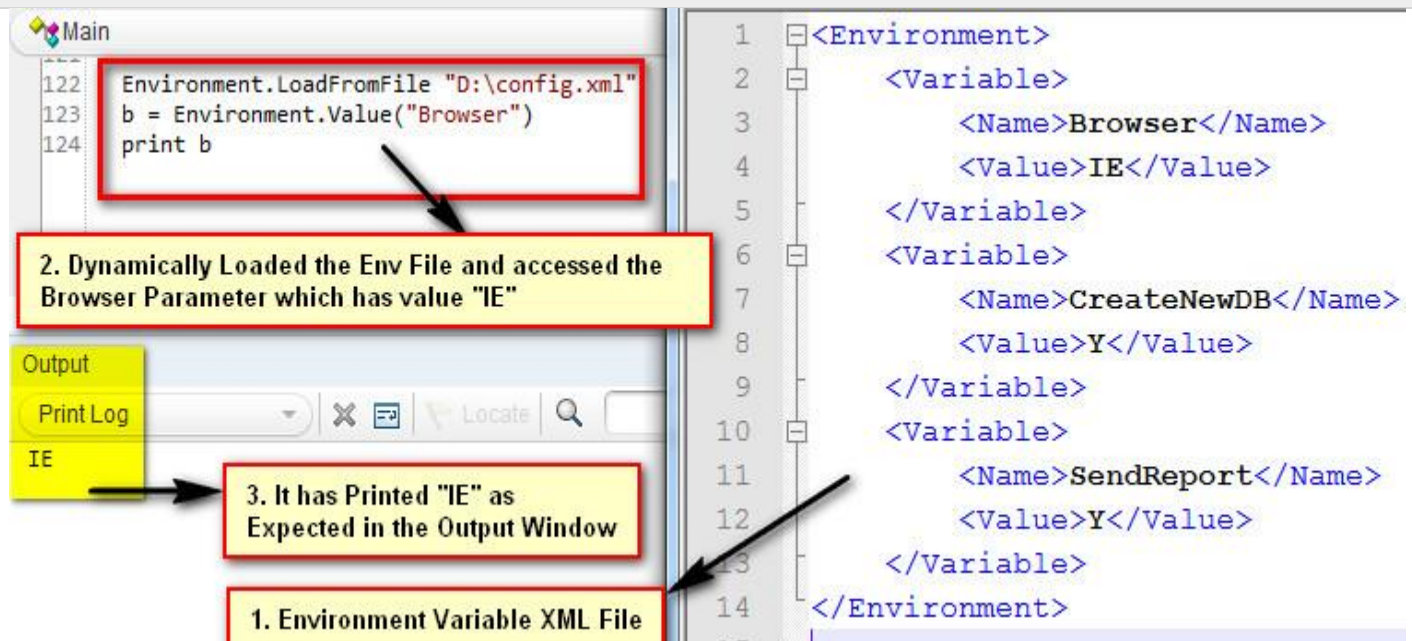 Main
122 Environment.LoadFromFile "D:\config.xml"
123 b = Environment.Value("Browser")
124 print b
2. Dynamically Loaded the Env File and accessed the
Browser Parameter which has value "IE"
Output
Print Log
Locate
IE
3. It has Printed "IE" as
Expected in the Output Window
1. Environment Variable XML File
1 <Environment>
2 <Variable>
3 <Name>Browser</Name>
4 <Value>IE</Value>
5 </Variable>
6 <Variable>
7 <Name>CreateNewDB</Name>
8 <Value>Y</Value>
9 </Variable>
10 <Variable>
11 <Name>SendReport</Name>
12 <Value>Y</Value>
13 </Variable>
14 </Environment>